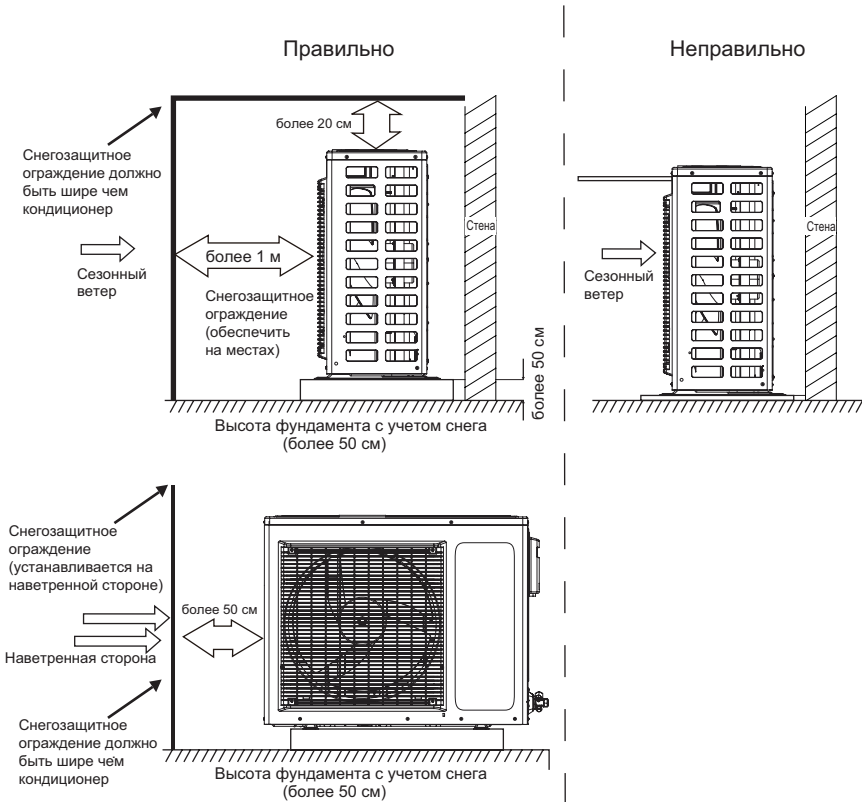 Правильно
Неправильно
более 20 см
Снегозащитное
ограждение должно
быть шире чем
кондиционер
Стена
Стена
более 1 м
Сезонный
ветер
Снегозащитное
ограждение
(обеспечить
на местах)
Сезонный
ветер
более 50 см
Высота фундамента с учетом снега
(более 50 см)
Снегозащитное
ограждение
(устанавливается на
наветренной стороне)
более 50 см
Наветренная сторона
Снегозащитное
ограждение должно
быть шире чем
кондиционер
Высота фундамента с учетом снега
(более 50 см)